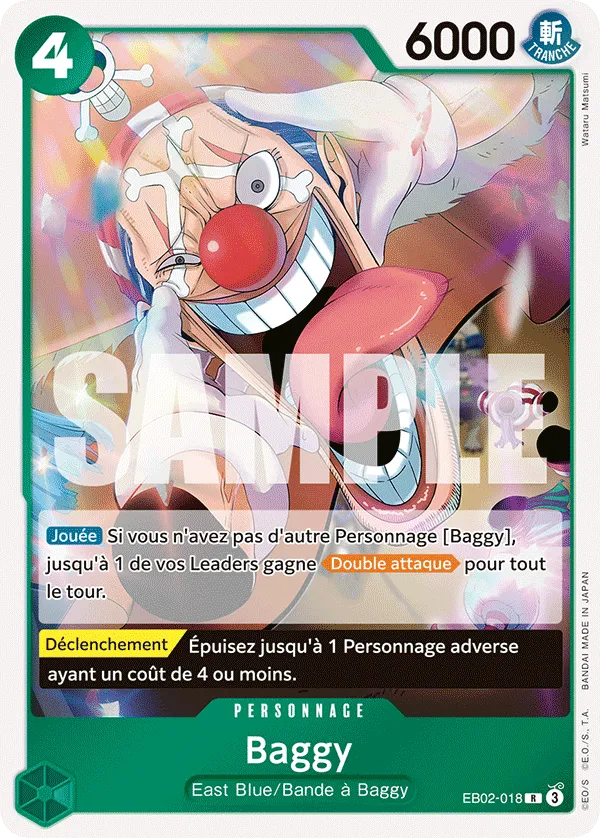 4
6000
斬
TRANCHE
Wataru Matsumi
SAMPLE
Jouée Si vous n'avez pas d'autre Personnage [Baggy],
jusqu'à 1 de vos Leaders gagne Double attaque pour tout
le tour.
Déclenchement Épuisez jusqu'à 1 Personnage adverse
ayant un coût de 4 ou moins.
PERSONNAGE
Baggy
East Blue/Bande à Baggy
EB02-018 R 3
©E.O/S ©E.O./S., T.A. BANDAI MADE IN JAPAN